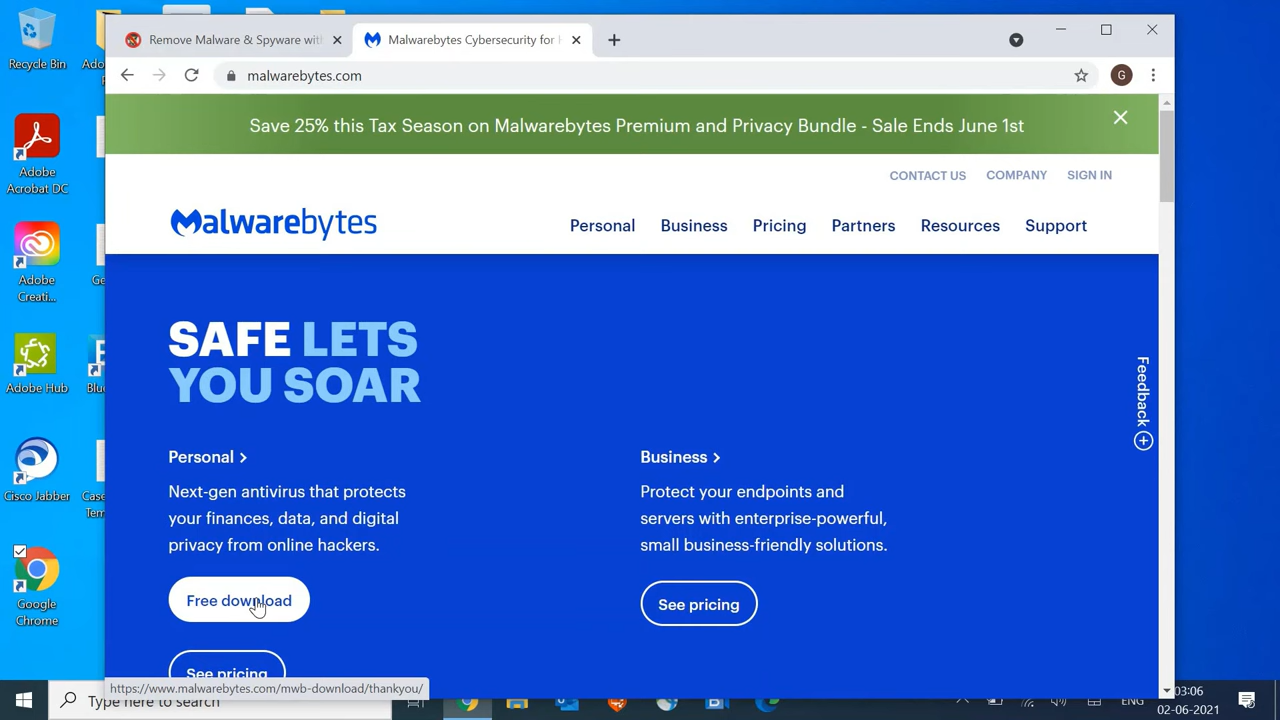 Remove Malware & Spyware with
Malwarebytes Cybersecurity for H
malwarebytes.com
G
Save 25% this Tax Season on Malwarebytes Premium and Privacy Bundle - Sale Ends June 1st
CONTACT US COMPANY SIGN IN
Malwarebytes
Personal Business Pricing Partners Resources Support
SAFE LETS
YOU SOAR
Personal >
Next-gen antivirus that protects
your finances, data, and digital
privacy from online hackers.
Free download
See pricing
Business >
Protect your endpoints and
servers with enterprise-powerful,
small business-friendly solutions.
See pricing
Feedback
https://www.malwarebytes.com/mwb-download/thankyou/
Recycle Bin
Adobe
Acrobat DC
Adobe
Creati...
Adobe Hub
Cisco Jabber
Google
Chrome
Type here to search
ENG
03:06
02-06-2021